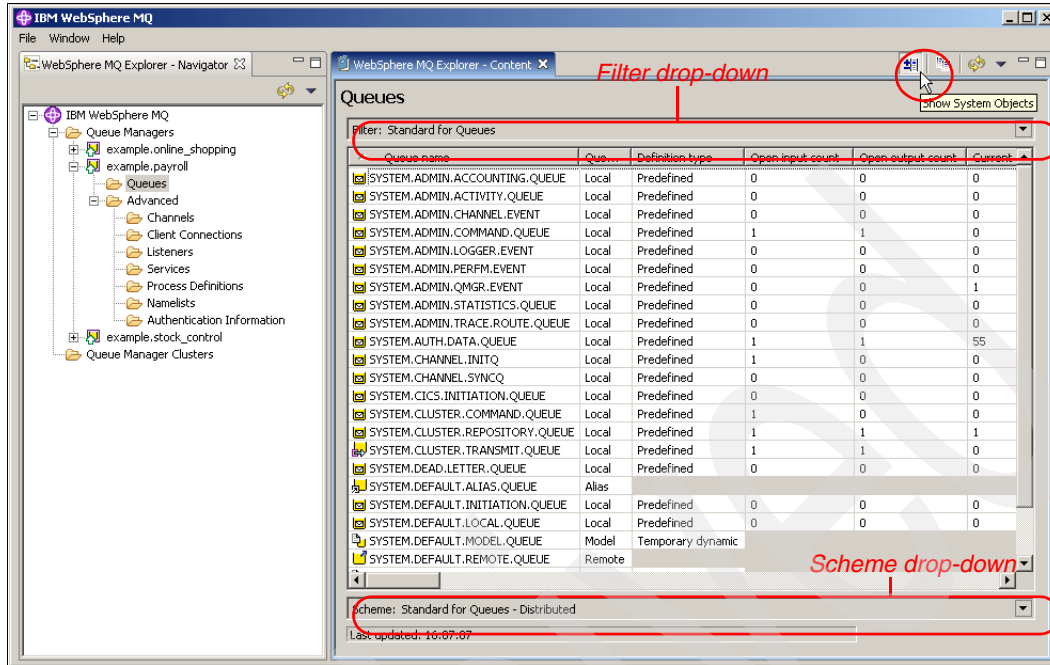 IBM WebSphere MQ
File Window Help
WebSphere MQ Explorer - Navigator
WebSphere MQ Explorer - Content
Filter drop-down
Show System Objects
IBM WebSphere MQ
Queue Managers
example.online_shopping
example.payroll
Queues
Advanced
Channels
Client Connections
Listeners
Services
Process Definitions
Namelists
Authentication Information
example.stock_control
Queue Manager Clusters
Queues
Filter: Standard for Queues
Queue name Que... Definition type Open input count Open output count Current
SYSTEM.ADMIN.ACCOUNTING.QUEUE Local Predefined 0 0 0
SYSTEM.ADMIN.ACTIVITY.QUEUE Local Predefined 0 0 0
SYSTEM.ADMIN.CHANNEL.EVENT Local Predefined 0 0 0
SYSTEM.ADMIN.COMMAND.QUEUE Local Predefined 1 1 0
SYSTEM.ADMIN.LOGGER.EVENT Local Predefined 0 0 0
SYSTEM.ADMIN.PERFM.EVENT Local Predefined 0 0 0
SYSTEM.ADMIN.QMGR.EVENT Local Predefined 0 0 1
SYSTEM.ADMIN.STATISTICS.QUEUE Local Predefined 0 0 0
SYSTEM.ADMIN.TRACE.ROUTE.QUEUE Local Predefined 0 0 0
SYSTEM.AUTH.DATA.QUEUE Local Predefined 1 1 55
SYSTEM.CHANNEL.INITQ Local Predefined 1 0 0
SYSTEM.CHANNEL.SYNCQ Local Predefined 0 0 0
SYSTEM.CICS.INITIATION.QUEUE Local Predefined 0 0 0
SYSTEM.CLUSTER.COMMAND.QUEUE Local Predefined 1 0 0
SYSTEM.CLUSTER.REPOSITORY.QUEUE Local Predefined 1 1 1
SYSTEM.CLUSTER.TRANSMIT.QUEUE Local Predefined 1 1 0
SYSTEM.DEAD.LETTER.QUEUE Local Predefined 0 0 0
SYSTEM.DEFAULT.ALIAS.QUEUE Alias
SYSTEM.DEFAULT.INITIATION.QUEUE Local Predefined 0 0 0
SYSTEM.DEFAULT.LOCAL.QUEUE Local Predefined 0 0 0
SYSTEM.DEFAULT.MODEL.QUEUE Model Temporary dynamic
SYSTEM.DEFAULT.REMOTE.QUEUE Remote
Scheme drop-down
Scheme: Standard for Queues - Distributed
Last updated: 16:07:07